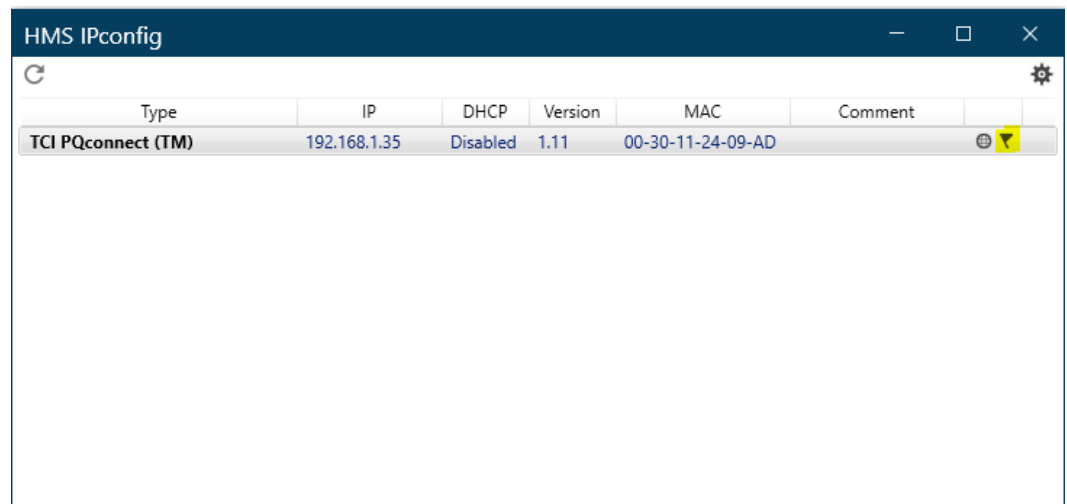 HMS IPconfig
Type IP DHCP Version MAC Comment
TCI PQconnect (TM) 192.168.1.35 Disabled 1.11 00-30-11-24-09-AD